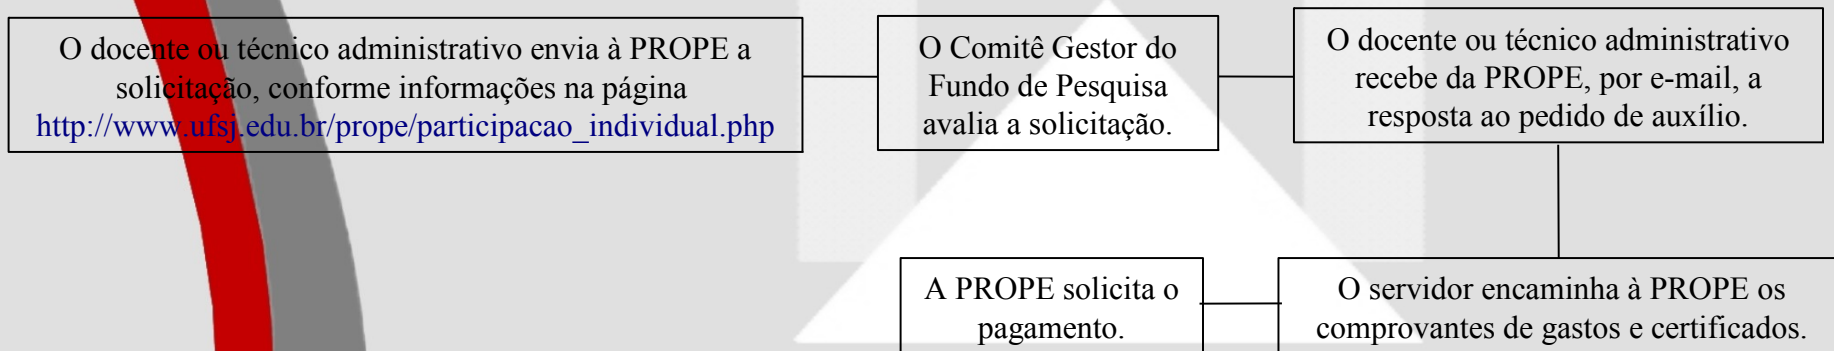 O docente ou técnico administrativo envia à PROPE a
solicitação, conforme informações na página
http://www.ufsj.edu.br/prope/participacao_individual.php
O Comitê Gestor do
Fundo de Pesquisa
avalia a solicitação.
O docente ou técnico administrativo
recebe da PROPE, por e-mail, a
resposta ao pedido de auxílio.
O servidor encaminha à PROPE os
comprovantes de gastos e certificados.
A PROPE solicita o
pagamento.